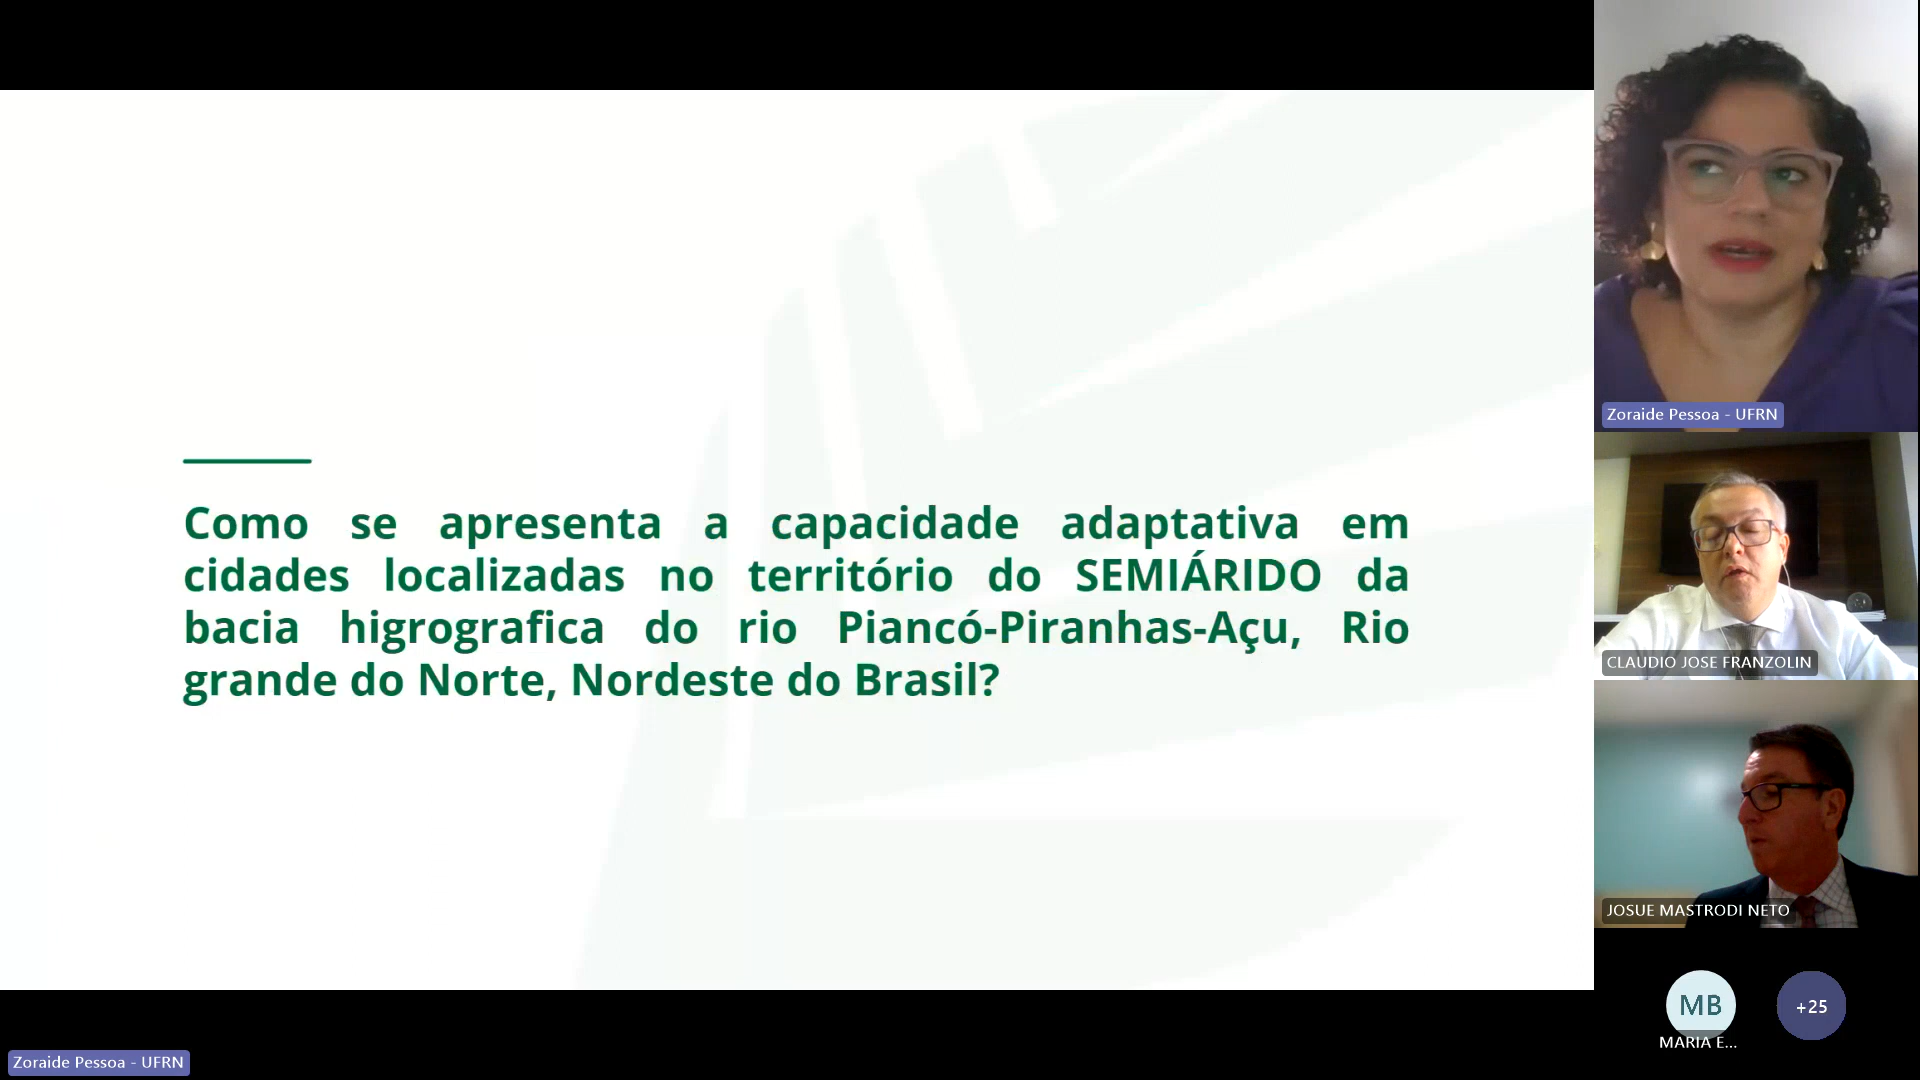 Como se apresenta a capacidade adaptativa em
cidades localizadas no território do SEMIÁRIDO da
bacia higrografica do rio Piancó-Piranhas-Açu, Rio
grande do Norte, Nordeste do Brasil?
Zoraide Pessoa - UFRN
CLAUDIO JOSE FRANZOLIN
JOSUE MASTRODI NETO
MB
+25
MARIA E...
Zoraide Pessoa - UFRN